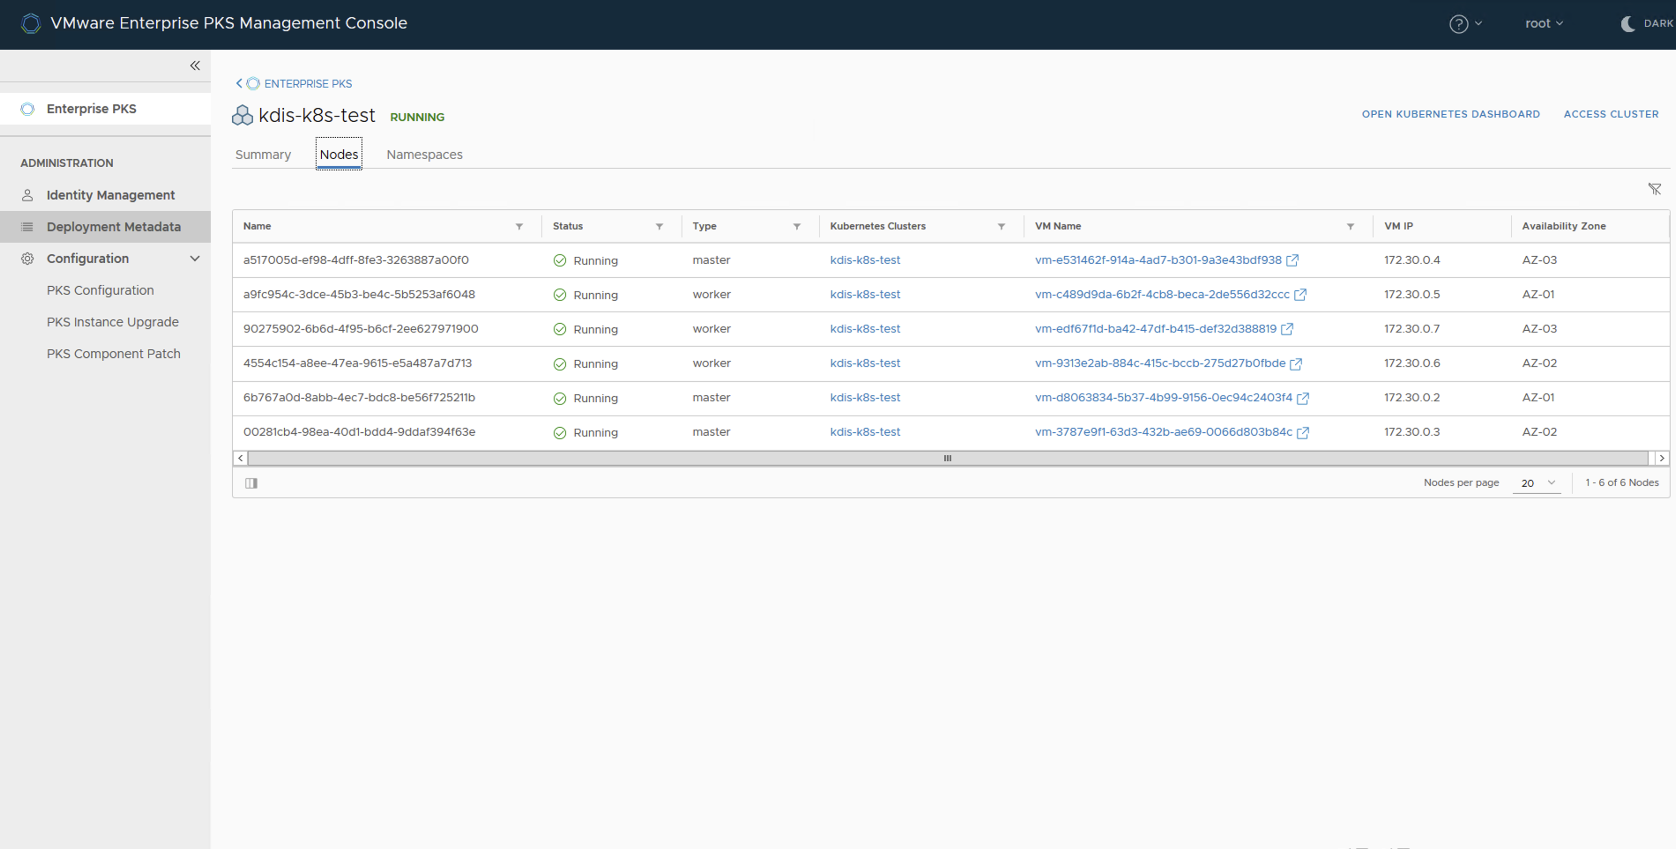 VMware Enterprise PKS Management Console
? root DARK
Enterprise PKS
ADMINISTRATION
Identity Management
Deployment Metadata
Configuration
PKS Configuration
PKS Instance Upgrade
PKS Component Patch
ENTERPRISE PKS
kdis-k8s-test RUNNING
OPEN KUBERNETES DASHBOARD ACCESS CLUSTER
Summary Nodes Namespaces
Name Status Type Kubernetes Clusters VM Name VM IP Availability Zone
a517005d-ef98-4dff-8fe3-3263887a00f0 Running master kdis-k8s-test vm-e531462f-914a-4ad7-b301-9a3e43bdf938 172.30.0.4 AZ-03
a9fc954c-3dce-45b3-be4c-5b5253af6048 Running worker kdis-k8s-test vm-c489d9da-6b2f-4cb8-beca-2de556d32ccc 172.30.0.5 AZ-01
90275902-6b6d-4f95-b6cf-2ee627971900 Running worker kdis-k8s-test vm-edf67f1d-ba42-47df-b415-def32d388819 172.30.0.7 AZ-03
4554c154-a8ee-47ea-9615-e5a487a7d713 Running worker kdis-k8s-test vm-9313e2ab-884c-415c-bccb-275d27b0fbde 172.30.0.6 AZ-02
6b767a0d-8abb-4ec7-bdc8-be56f725211b Running master kdis-k8s-test vm-d8063834-5b37-4b99-9156-0ec94c2403f4 172.30.0.2 AZ-01
00281cb4-98ea-40d1-bdd4-9ddaf394f63e Running master kdis-k8s-test vm-3787e9f1-63d3-432b-ae69-0066d803b84c 172.30.0.3 AZ-02
Nodes per page 20 1 - 6 of 6 Nodes